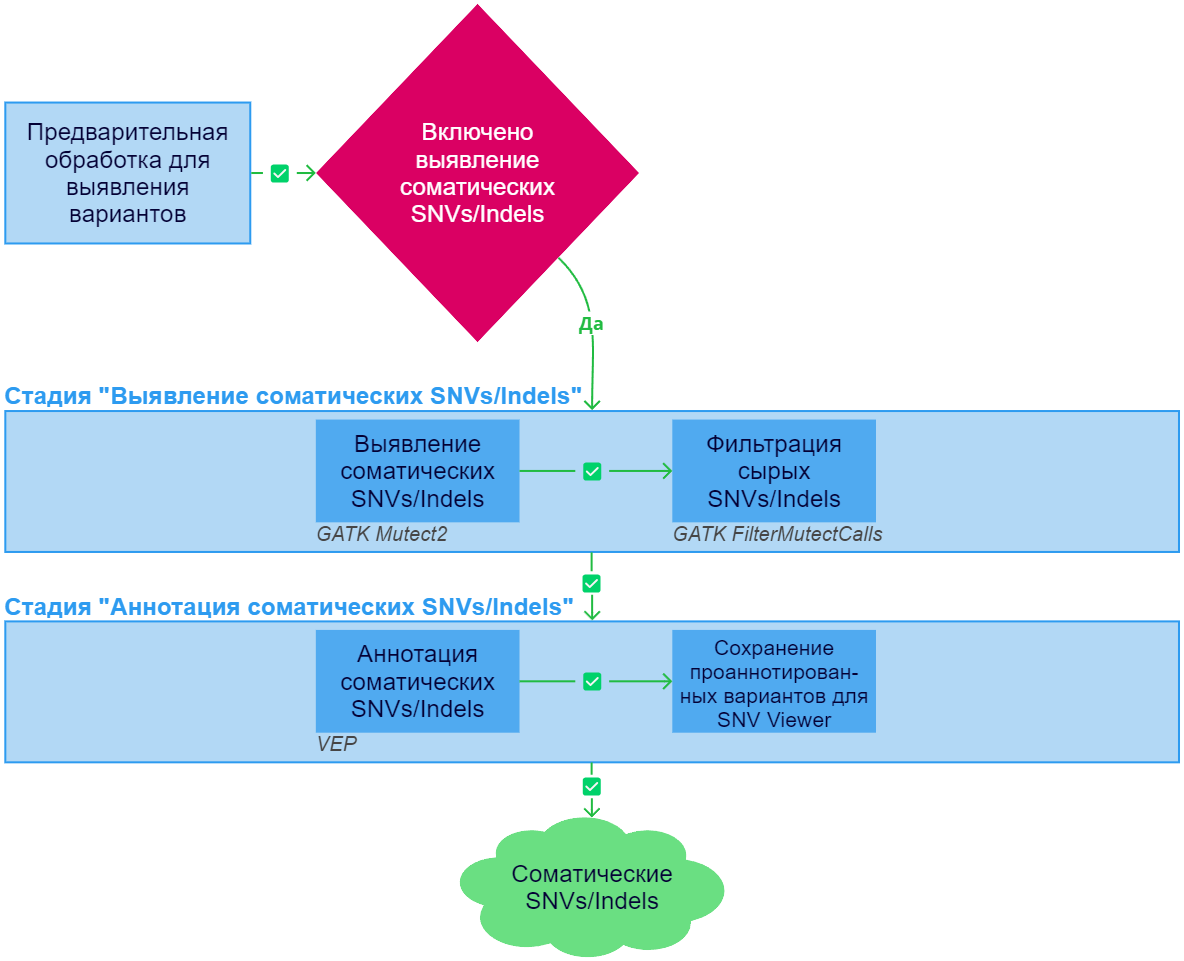 Предварительная
обработка для
выявления
вариантов
Включено
выявление
соматических
SNVs/Indels
Да
Стадия "Выявление соматических SNVs/Indels"
Выявление
соматических
SNVs/Indels
GATK Mutect2
Фильтрация
сырых
SNVs/Indels
GATK FilterMutectCalls
Стадия "Аннотация соматических SNVs/Indels"
Аннотация
соматических
SNVs/Indels
VEP
Сохранение
проаннотирован-
ных вариантов для
SNV Viewer
Соматические
SNVs/Indels